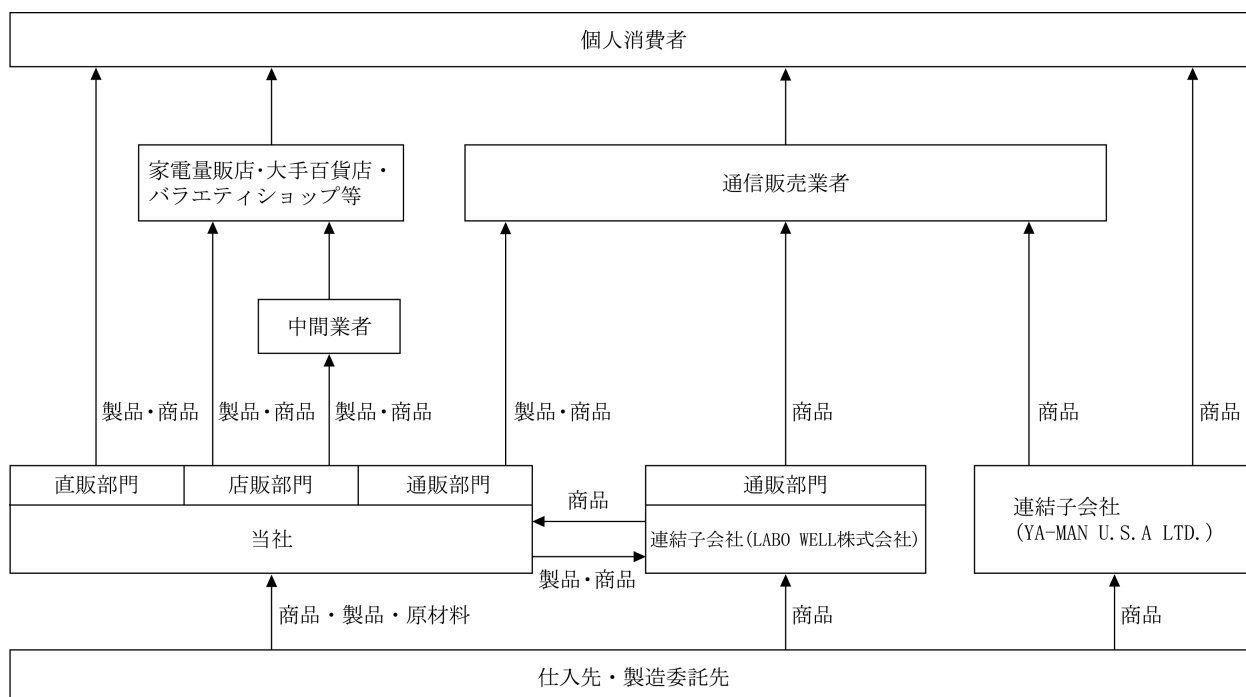 個人消費者
家電量販店・大手百貨店・
バラエティショップ等
通信販売業者
中間業者
製品・商品
製品・商品
製品・商品
製品・商品
商品
商品
商品
直販部門
店販部門
通販部門
当社
商品
製品・商品
通販部門
連結子会社(LABO WELL株式会社)
連結子会社
(YA-MAN U.S.A LTD.)
商品・製品・原材料
商品
商品
仕入先・製造委託先